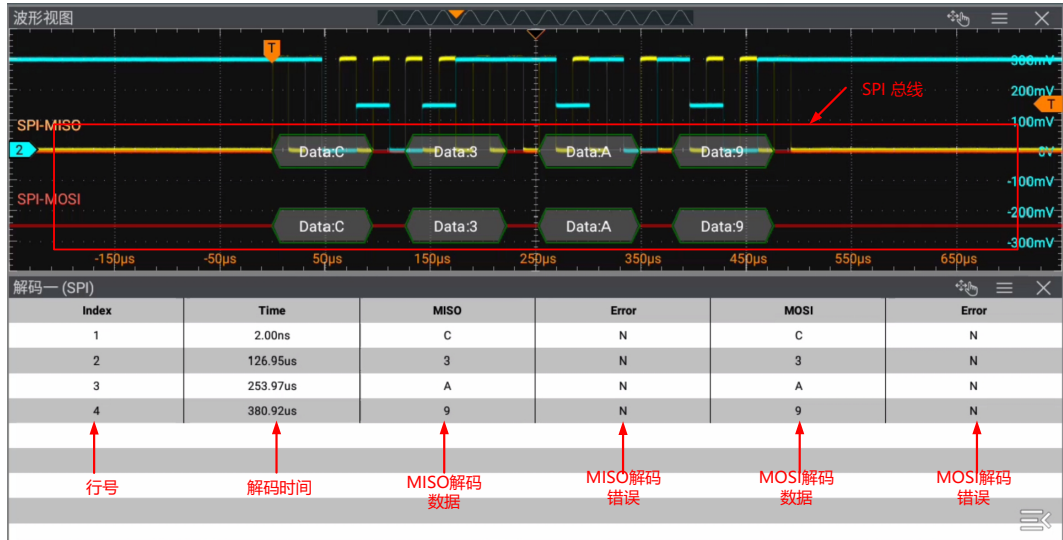 波形视图
T
300mV
200mV
SPI 总线
T
100mV
SPI-MISO
2
Data:C
Data:3
Data:A
Data:9
0V
-100mV
SPI-MOSI
-200mV
Data:C
Data:3
Data:A
Data:9
-300mV
-150μs
-50μs
50μs
150μs
250μs
350μs
450μs
550μs
650μs
解码一 (SPI)
Index Time MISO Error MOSI Error
1 2.00ns C N C N
2 126.95us 3 N 3 N
3 253.97us A N A N
4 380.92us 9 N 9 N
行号
解码时间
MISO解码
数据
MISO解码
错误
MOSI解码
数据
MOSI解码
错误